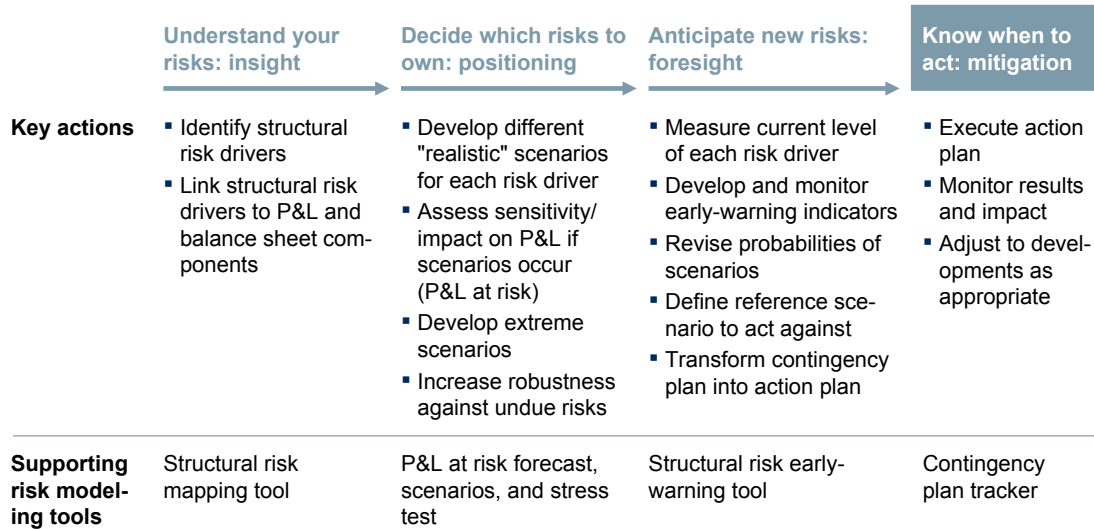 Understand your
risks: insight
Decide which risks to
own: positioning
Anticipate new risks:
foresight
Know when to
act: mitigation
Key actions
▪ Identify structural
risk drivers
▪ Link structural risk
drivers to P&L and
balance sheet com-
ponents
▪ Develop different
"realistic" scenarios
for each risk driver
▪ Assess sensitivity/
impact on P&L if
scenarios occur
(P&L at risk)
▪ Develop extreme
scenarios
▪ Increase robustness
against undue risks
▪ Measure current level
of each risk driver
▪ Develop and monitor
early-warning indicators
▪ Revise probabilities of
scenarios
▪ Define reference sce-
nario to act against
▪ Transform contingency
plan into action plan
▪ Execute action
plan
▪ Monitor results
and impact
▪ Adjust to devel-
opments as
appropriate
Supporting
risk model-
ing tools
Structural risk
mapping tool
P&L at risk forecast,
scenarios, and stress
test
Structural risk early-
warning tool
Contingency
plan tracker